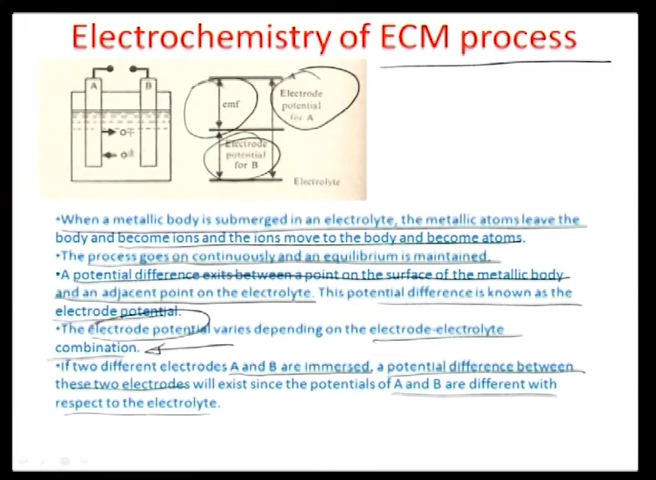 Electrochemistry of ECM process
A B
A
emf
Electrode
potential
for A
Electrode
potential
for B
Electrolyte
•When a metallic body is submerged in an electrolyte, the metallic atoms leave the
body and become ions and the ions move to the body and become atoms.
•The process goes on continuously and an equilibrium is maintained.
•A potential difference exits between a point on the surface of the metallic body
and an adjacent point on the electrolyte. This potential difference is known as the
electrode potential.
•The electrode potential varies depending on the electrode-electrolyte
combination.
•If two different electrodes A and B are immersed, a potential difference between
these two electrodes will exist since the potentials of A and B are different with
respect to the electrolyte.